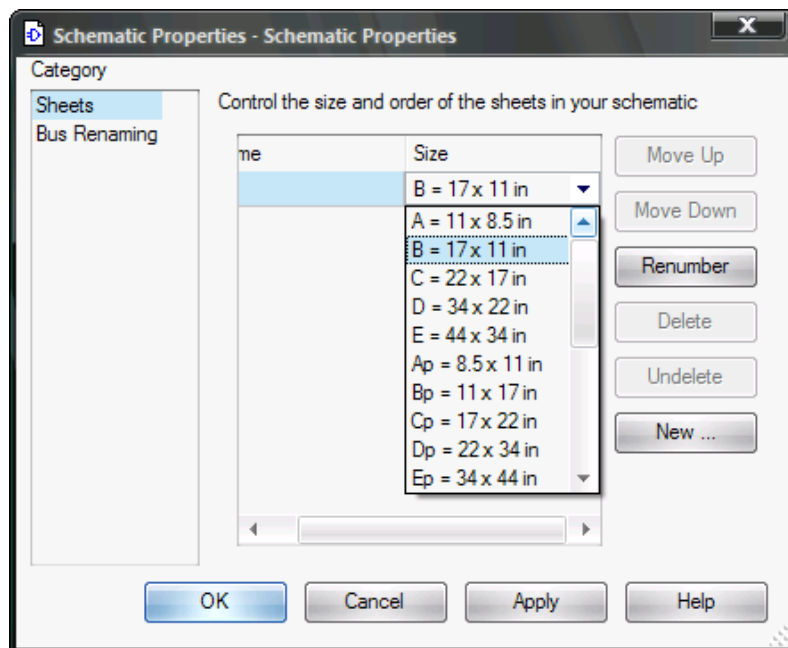 Schematic Properties - Schematic Properties
X
Category
Sheets
Bus Renaming
Control the size and order of the sheets in your schematic
me
Size
B = 17 x 11 in
A = 11 x 8.5 in
B = 17 x 11 in
C = 22 x 17 in
D = 34 x 22 in
E = 44 x 34 in
Ap = 8.5 x 11 in
Bp = 11 x 17 in
Cp = 17 x 22 in
Dp = 22 x 34 in
Ep = 34 x 44 in
Move Up
Move Down
Renumber
Delete
Undelete
New ...
OK
Cancel
Apply
Help